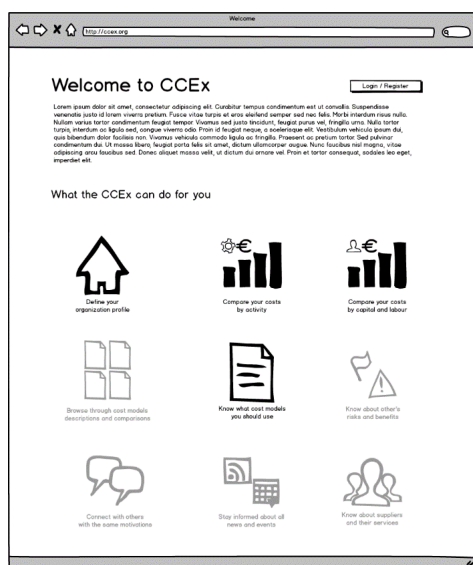 Welcome
http://ccex.org
Welcome to CCEx
Login / Register
Lorem ipsum dolor sit amet, consectetur adipiscing elit. Curabitur tempus condimentum est ut convallis. Suspendisse
venenatis justo id lorem viverra pretium. Fusce vitae turpis et eros eleifend semper sed nec felis. Morbi interdum risus nulla.
Nullam varius tortor condimentum feugiat tempor. Vivamus sed justo tincidunt, feugiat purus vel, fringilla urna. Nulla tortor
turpis, interdum ac ligula sed, congue viverra odio. Proin id feugiat neque, a scelerisque elit. Vestibulum vehicula ipsum dui,
quis bibendum dolor facilisis non. Vivamus vehicula commodo ligula ac fringilla. Praesent ac pretium tortor. Sed pulvinar
condimentum dui. Ut massa libero, feugiat porta felis sit amet, dictum ullamcorper augue. Nunc faucibus nisl magna, vitae
adipiscing arcu faucibus sed. Donec aliquet massa velit, ut dictum dui ornare vel. Proin et tortor consequat, sodales leo eget,
imperdiet elit.
What the CCEx can do for you
Define your
organization profile
€
Compare your costs
by activity
€
Compare your costs
by capital and labour
Browse through cost models
descriptions and comparisons
Know what cost models
you should use
Know about other's
risks and benefits
Connect with others
with the same motivations
Stay informed about all
news and events
Know about suppliers
and their services